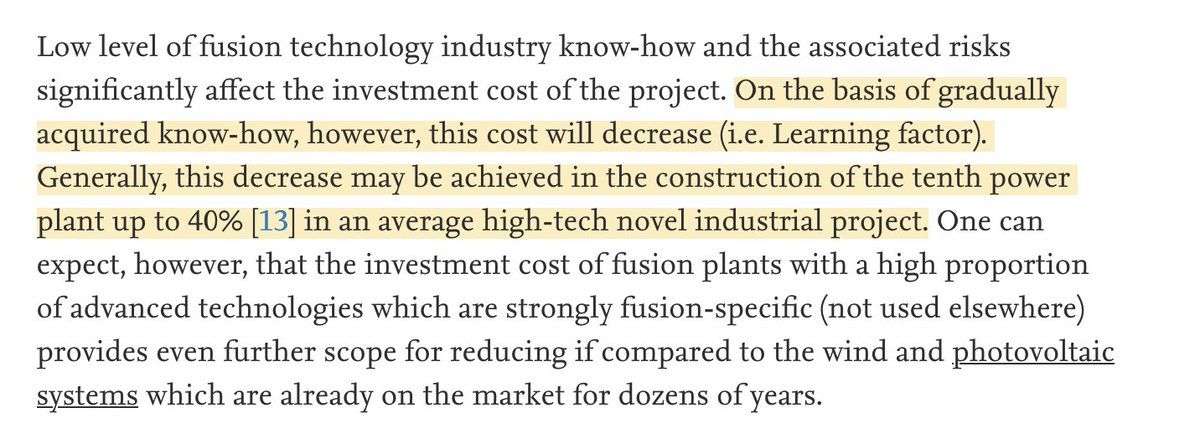 Low level of fusion technology industry know-how and the associated risks
significantly affect the investment cost of the project. On the basis of gradually
acquired know-how, however, this cost will decrease (i.e. Learning factor).
Generally, this decrease may be achieved in the construction of the tenth power
plant up to 40% [13] in an average high-tech novel industrial project. One can
expect, however, that the investment cost of fusion plants with a high proportion
of advanced technologies which are strongly fusion-specific (not used elsewhere)
provides even further scope for reducing if compared to the wind and photovoltaic
systems which are already on the market for dozens of years.